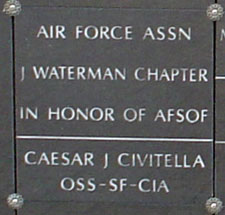 AIR FORCE ASSN
J WATERMAN CHAPTER
IN HONOR OF AFSOF
CAESAR J CIVITELLA
OSS-SF-CIA